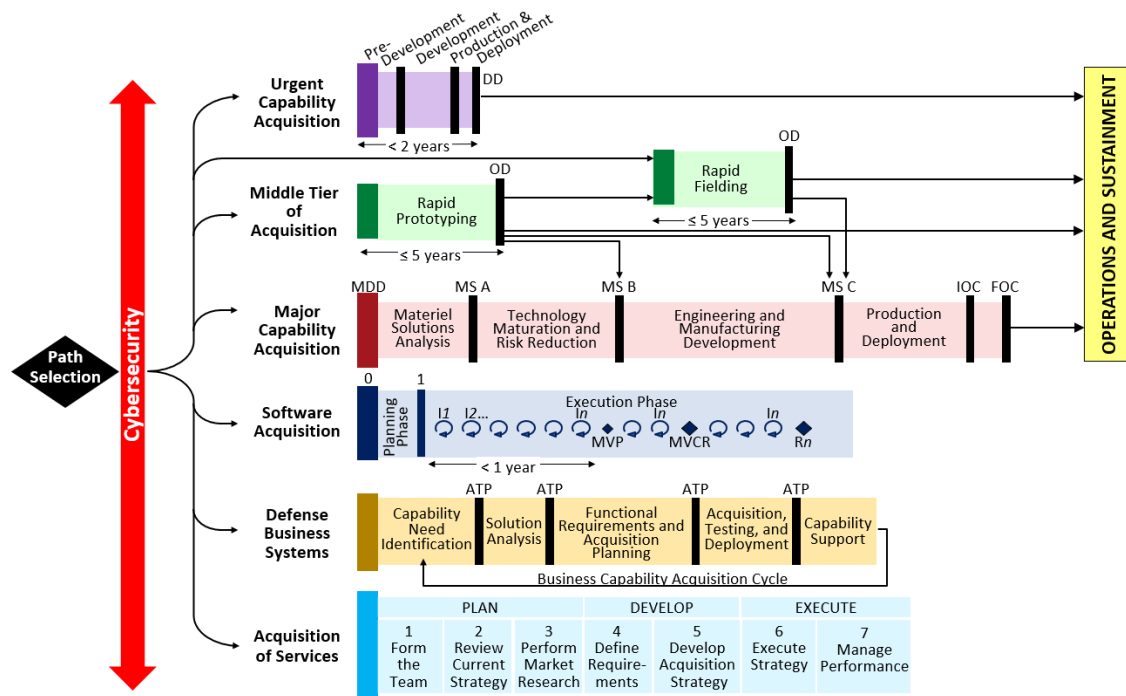 Pre-
Development
Development
Production &
Deployment
DD
Urgent
Capability
Acquisition
< 2 years
OPERATIONS AND SUSTAINMENT
Middle Tier
of
Acquisition
Rapid
Prototyping
OD
≤ 5 years
Rapid
Fielding
OD
≤ 5 years
Path
Selection
Cybersecurity
Major
Capability
Acquisition
MDD
MS A
MS B
MS C
IOC
FOC
Materiel
Solutions
Analysis
Technology
Maturation and
Risk Reduction
Engineering and
Manufacturing
Development
Production
and
Deployment
Software
Acquisition
0
1
Planning
Phase
Execution Phase
I1
I2...
In
In
In
MVP
MVCR
Rn
< 1 year
Defense
Business
Systems
ATP
ATP
ATP
ATP
Capability
Need
Identification
Solution
Analysis
Functional
Requirements and
Acquisition
Planning
Acquisition,
Testing, and
Deployment
Capability
Support
Business Capability Acquisition Cycle
Acquisition
of Services
PLAN
DEVELOP
EXECUTE
1
Form
the
Team
2
Review
Current
Strategy
3
Perform
Market
Research
4
Define
Require-
ments
5
Develop
Acquisition
Strategy
6
Execute
Strategy
7
Manage
Performance